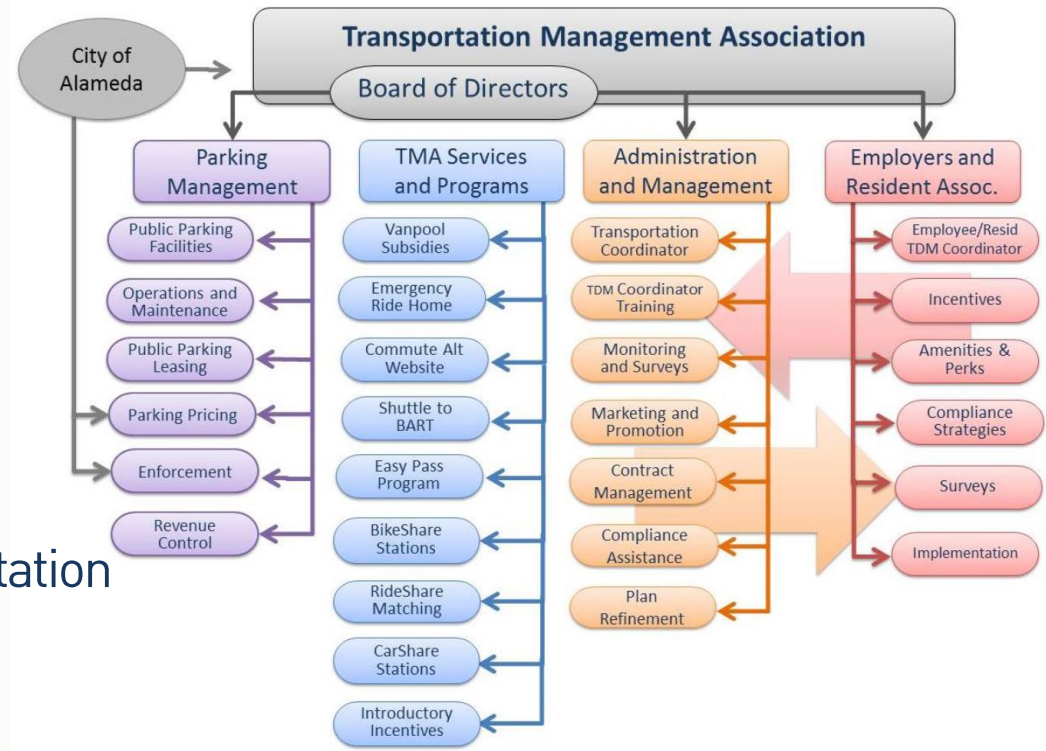 City of
Alameda
Transportation Management Association
Board of Directors
Parking
Management
Public Parking
Facilities
Operations and
Maintenance
Public Parking
Leasing
Parking Pricing
Enforcement
Revenue
Control
TMA Services
and Programs
Vanpool
Subsidies
Emergency
Ride Home
Commute Alt
Website
Shuttle to
BART
Easy Pass
Program
BikeShare
Stations
RideShare
Matching
CarShare
Stations
Introductory
Incentives
Administration
and Management
Transportation
Coordinator
TDM Coordinator
Training
Monitoring
and Surveys
Marketing and
Promotion
Contract
Management
Compliance
Assistance
Plan
Refinement
Employers and
Resident Assoc.
Employee/Resid
TDM Coordinator
Incentives
Amenities &
Perks
Compliance
Strategies
Surveys
Implementation
tation